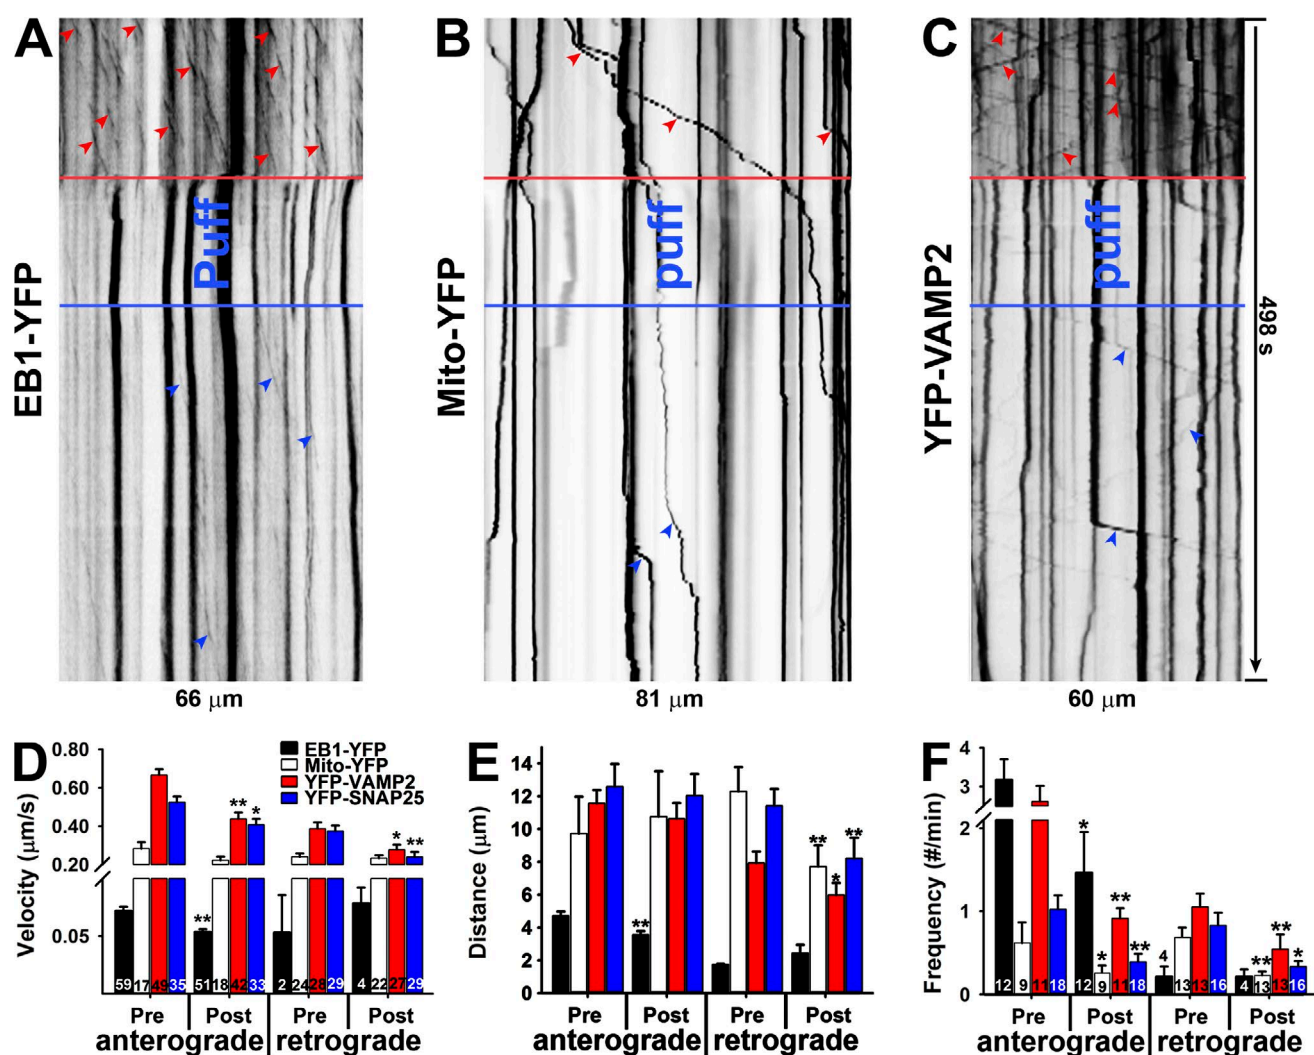 A
B
C
EB1-YFP
Puff
66 μm
Mito-YFP
puff
81 μm
YFP-VAMP2
puff
60 μm
498 s
D
EB1-YFP
Mito-YFP
YFP-VAMP2
YFP-SNAP25
Velocity (μm/s)
0.80
0.60
0.40
0.20
0.05
** *
* **
**
59 17 49 35 51 18 42 33 2 24 28 29 4 22 27 29
Pre Post Pre Post
anterograde retrograde
E
Distance (μm)
14
12
10
8
6
4
2
0
** **
*
**
Pre Post Pre Post
anterograde retrograde
F
Frequency (#/min)
4
3
2
1
0
*
**
* **
** ** *
12 9 11 18 12 9 11 18 4 13 13 16 4 13 13 16
Pre Post Pre Post
anterograde retrograde